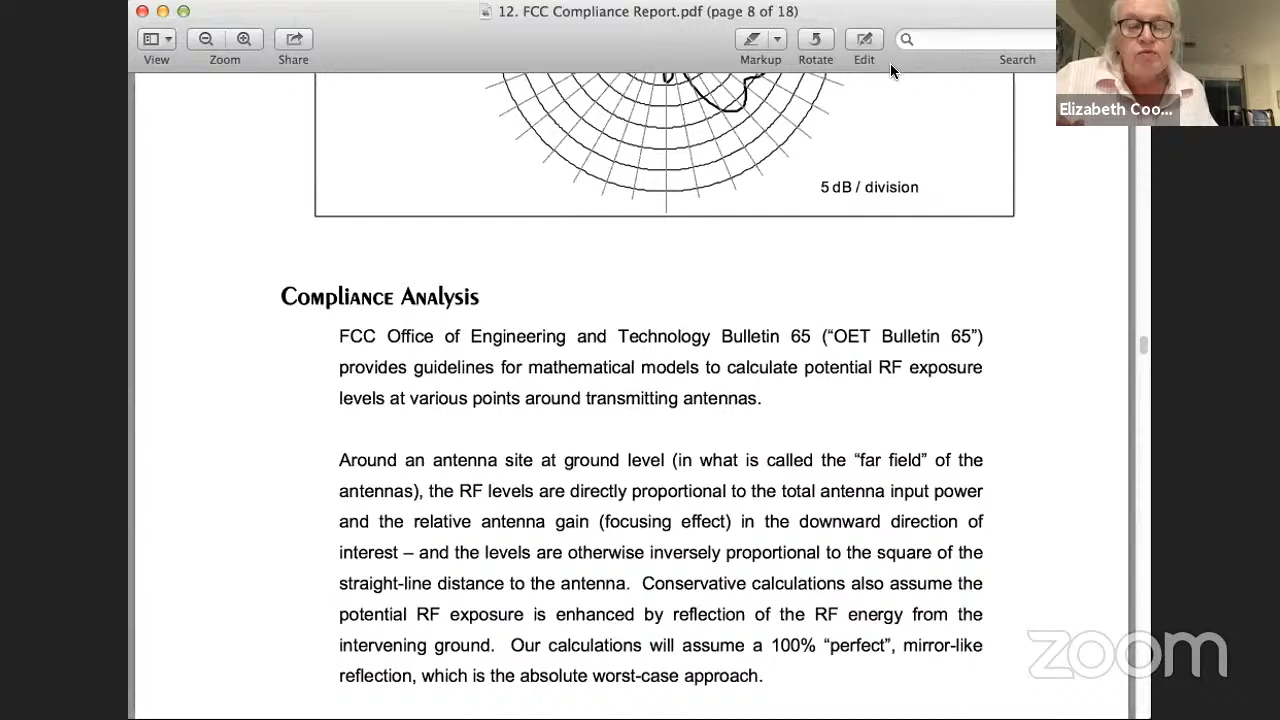 12. FCC Compliance Report.pdf (page 8 of 18)
View
Zoom
Share
Markup
Rotate
Edit
Search
Elizabeth Coo...
5 dB / division
Compliance Analysis
FCC Office of Engineering and Technology Bulletin 65 (“OET Bulletin 65”)
provides guidelines for mathematical models to calculate potential RF exposure
levels at various points around transmitting antennas.
Around an antenna site at ground level (in what is called the “far field” of the
antennas), the RF levels are directly proportional to the total antenna input power
and the relative antenna gain (focusing effect) in the downward direction of
interest – and the levels are otherwise inversely proportional to the square of the
straight-line distance to the antenna. Conservative calculations also assume the
potential RF exposure is enhanced by reflection of the RF energy from the
intervening ground. Our calculations will assume a 100% “perfect”, mirror-like
reflection, which is the absolute worst-case approach.
zoom